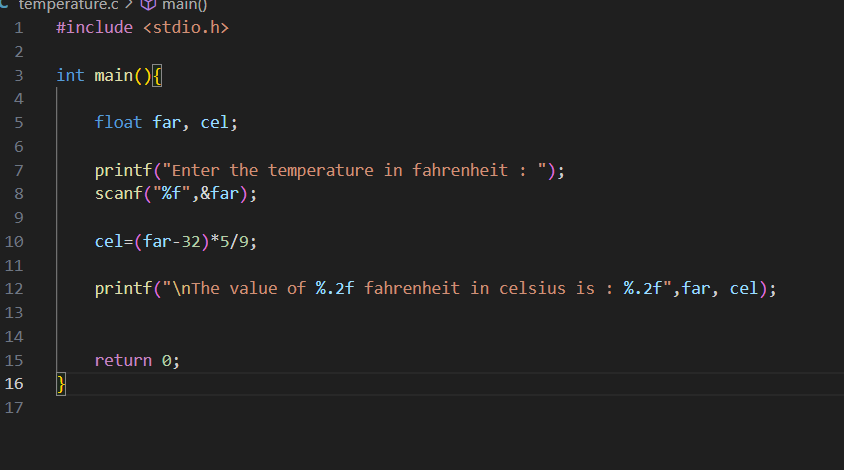 C temperature.c > main()
1 #include <stdio.h>
2
3 int main(){
4
5 float far, cel;
6
7 printf("Enter the temperature in fahrenheit : ");
8 scanf("%f",&far);
9
10 cel=(far-32)*5/9;
11
12 printf("\nThe value of %.2f fahrenheit in celsius is : %.2f",far, cel);
13
14
15 return 0;
16 }
17